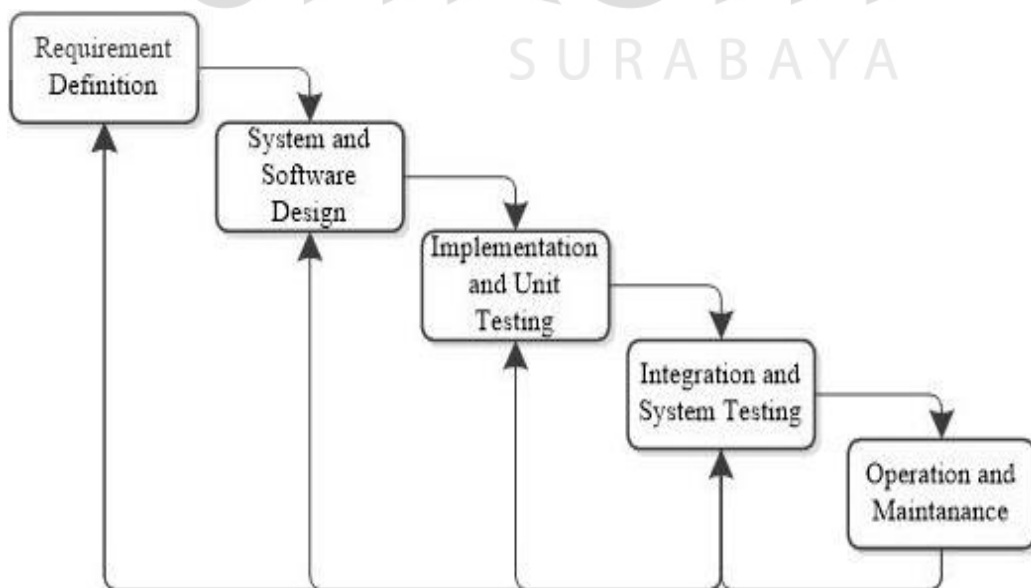 SURABAYA
Requirement
Definition
System and
Software
Design
Implementation
and Unit
Testing
Integration and
System Testing
Operation and
Maintanance